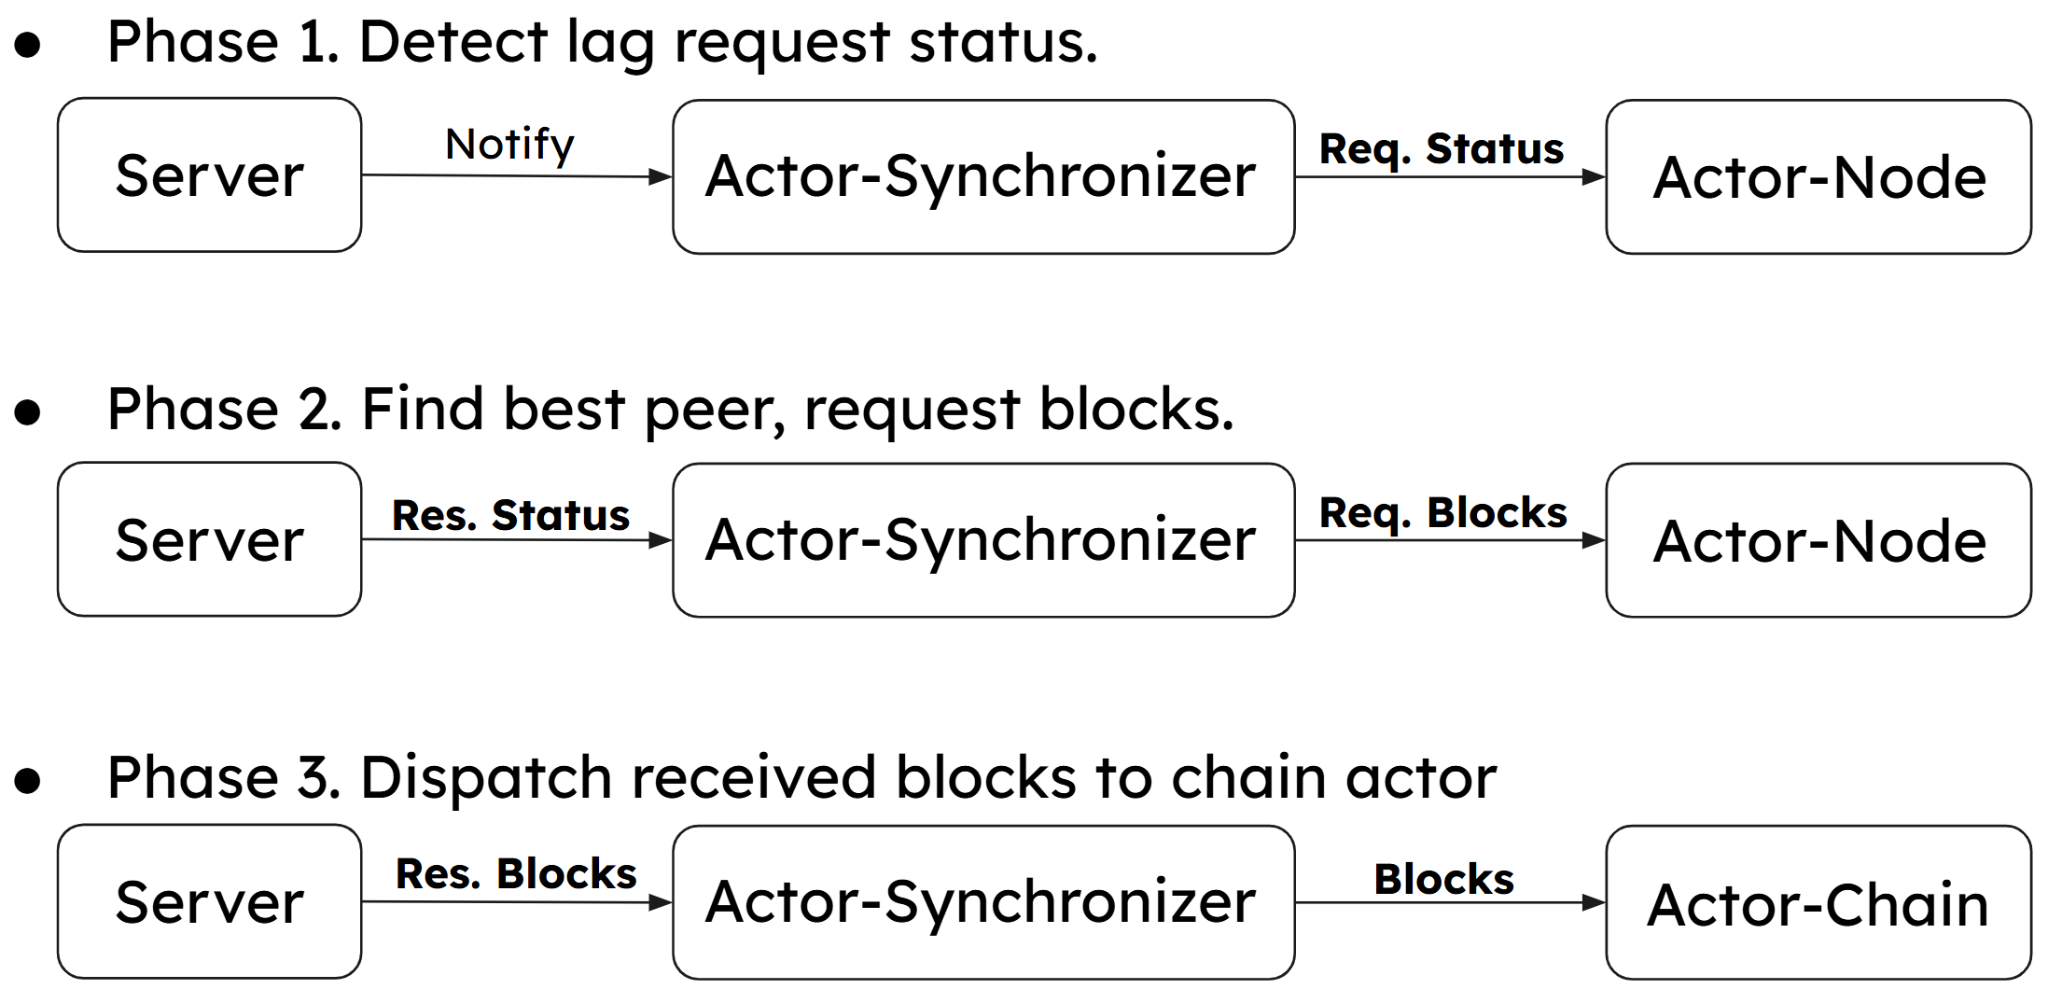 • Phase 1. Detect lag request status.
Server
Notify
Actor-Synchronizer
Req. Status
Actor-Node
• Phase 2. Find best peer, request blocks.
Server
Res. Status
Actor-Synchronizer
Req. Blocks
Actor-Node
• Phase 3. Dispatch received blocks to chain actor
Server
Res. Blocks
Actor-Synchronizer
Blocks
Actor-Chain